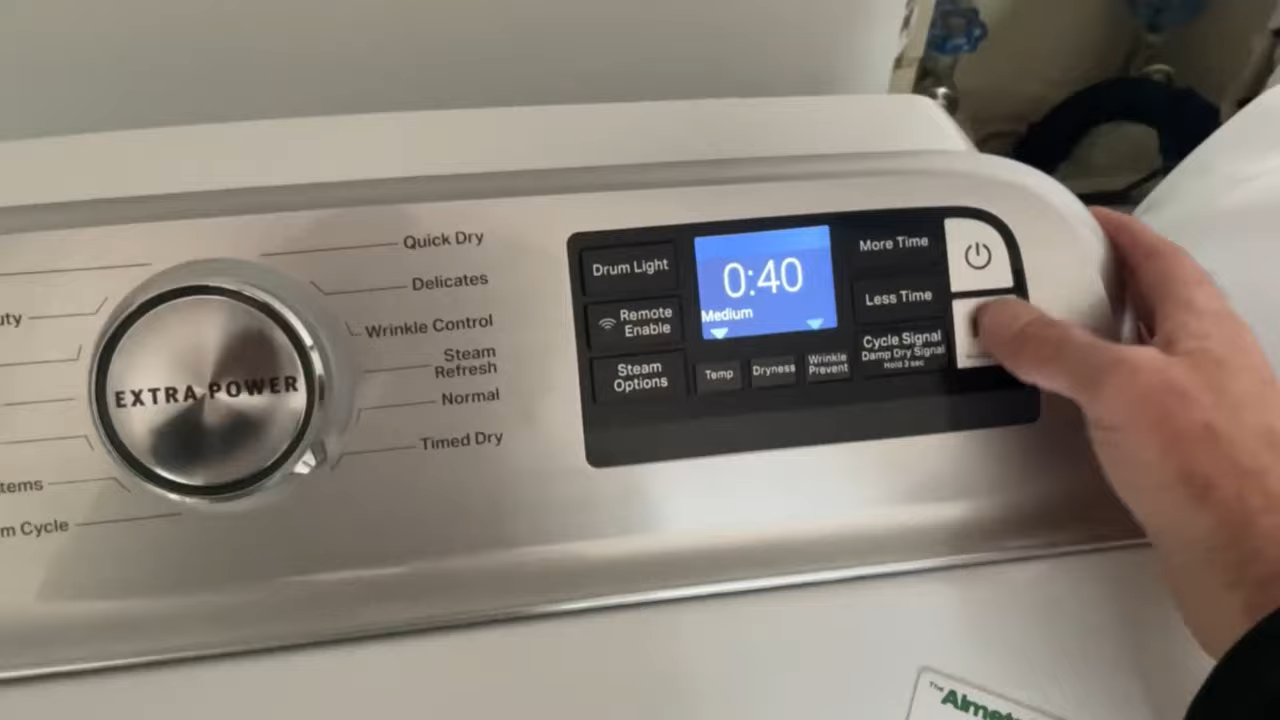 Quick Dry
Delicates
Wrinkle Control
Steam
Refresh
Normal
Timed Dry
uty
tems
m Cycle
EXTRA POWER
Drum Light
Remote
Enable
Steam
Options
0:40
Medium
Temp
Dryness
Wrinkle
Prevent
More Time
Less Time
Cycle Signal
Damp Dry Signal
Hold 3 sec
The
Almet